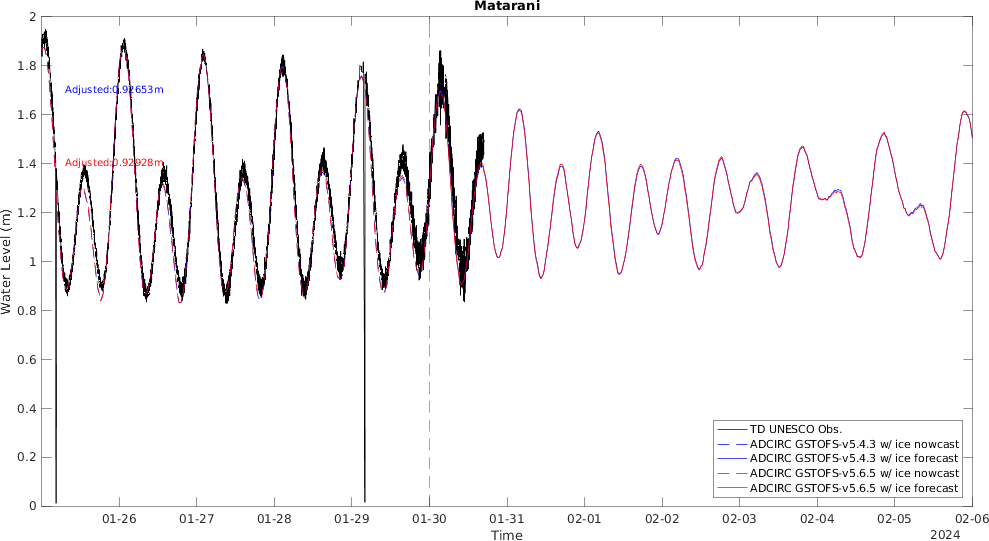 Matarani
Water Level (m)
2
1.8
1.6
1.4
1.2
1
0.8
0.6
0.4
0.2
0
Adjusted:0.92653m
Adjusted:0.92928m
TD UNESCO Obs.
ADCIRC GSTOFS-v5.4.3 w/ ice nowcast
ADCIRC GSTOFS-v5.4.3 w/ ice forecast
ADCIRC GSTOFS-v5.6.5 w/ ice nowcast
ADCIRC GSTOFS-v5.6.5 w/ ice forecast
01-26 01-27 01-28 01-29 01-30 01-31 02-01 02-02 02-03 02-04 02-05 02-06
Time
2024